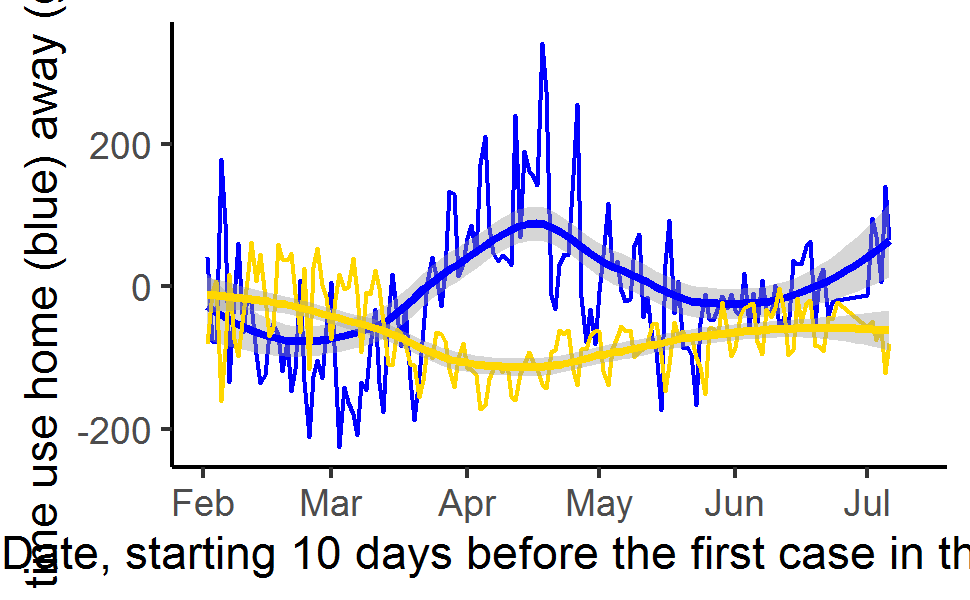 time use home (blue) away (
200
0
-200
Feb Mar Apr May Jun Jul
Date, starting 10 days before the first case in th